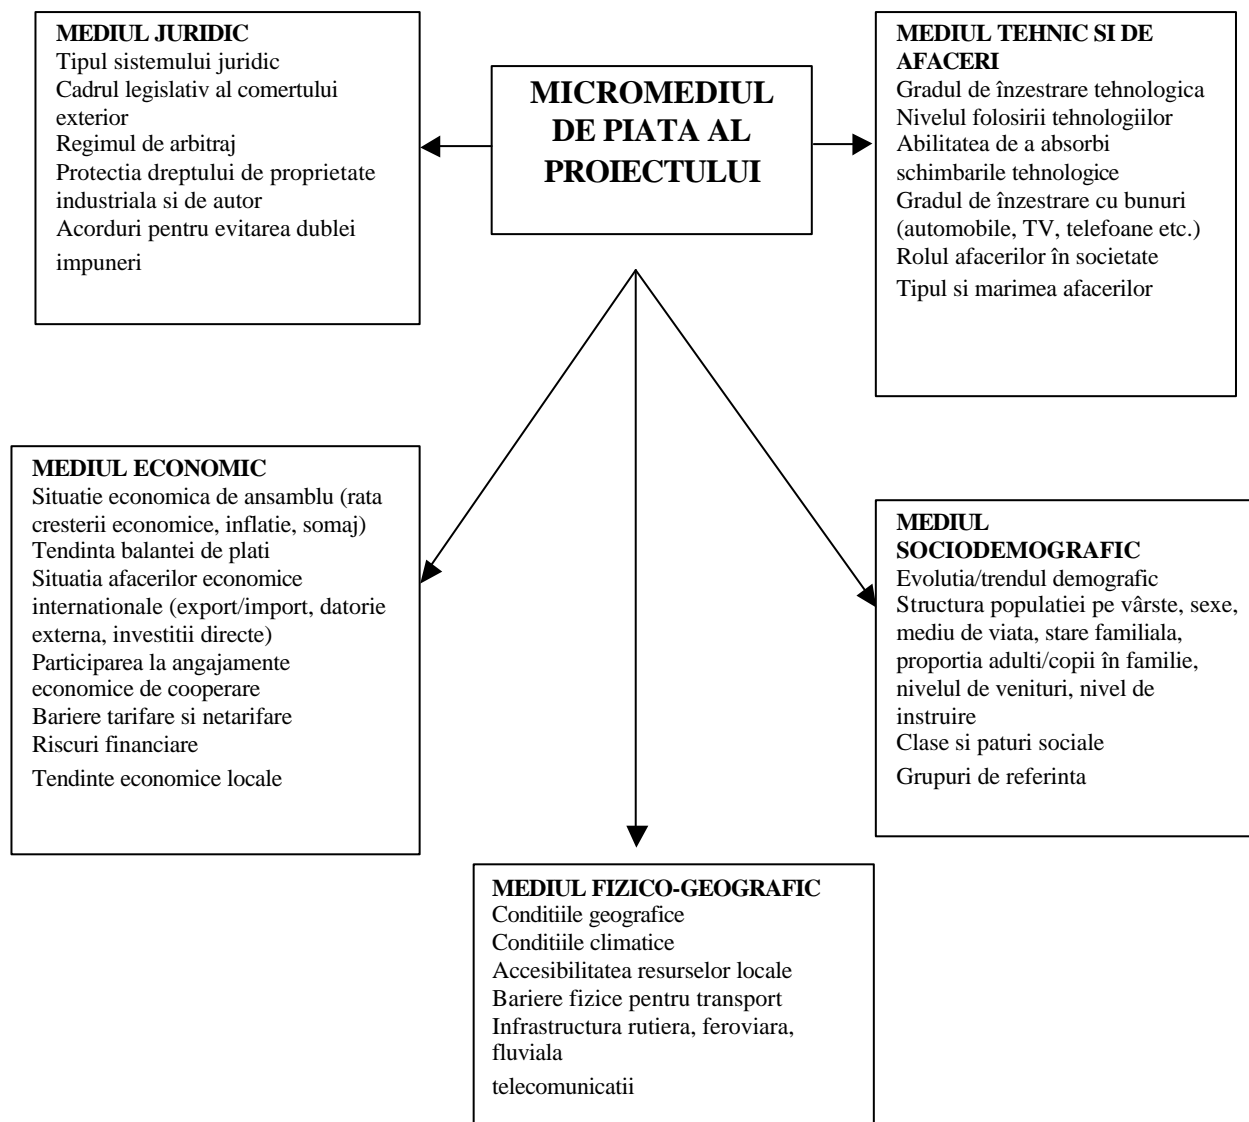 MEDIUL JURIDIC
Tipul sistemului juridic
Cadrul legislativ al comertului
exterior
Regimul de arbitraj
Protectia dreptului de proprietate
industriala si de autor
Acorduri pentru evitarea dublei
impuneri
MICROMEDIUL
DE PIATA AL
PROIECTULUI
MEDIUL TEHNIC SI DE
AFACERI
Gradul de înzestrare tehnologica
Nivelul folosirii tehnologiilor
Abilitatea de a absorbi
schimbarile tehnologice
Gradul de înzestrare cu bunuri
(automobile, TV, telefoane etc.)
Rolul afacerilor în societate
Tipul si marimea afacerilor
MEDIUL ECONOMIC
Situatie economica de ansamblu (rata
cresterii economice, inflatie, somaj)
Tendinta balantei de plati
Situatia afacerilor economice
internationale (export/import, datorie
externa, investitii directe)
Participarea la angajamente
economice de cooperare
Bariere tarifare si netarifare
Riscuri financiare
Tendinte economice locale
MEDIUL
SOCIODEMOGRAFIC
Evolutia/trendul demografic
Structura populatiei pe vârste, sexe,
mediu de viata, stare familiala,
proportia adulti/copii în familie,
nivelul de venituri, nivel de
instruire
Clase si paturi sociale
Grupuri de referinta
MEDIUL FIZICO-GEOGRAFIC
Conditiile geografice
Conditiile climatice
Accesibilitatea resurselor locale
Bariere fizice pentru transport
Infrastructura rutiera, feroviara,
fluviala
telecomunicatii